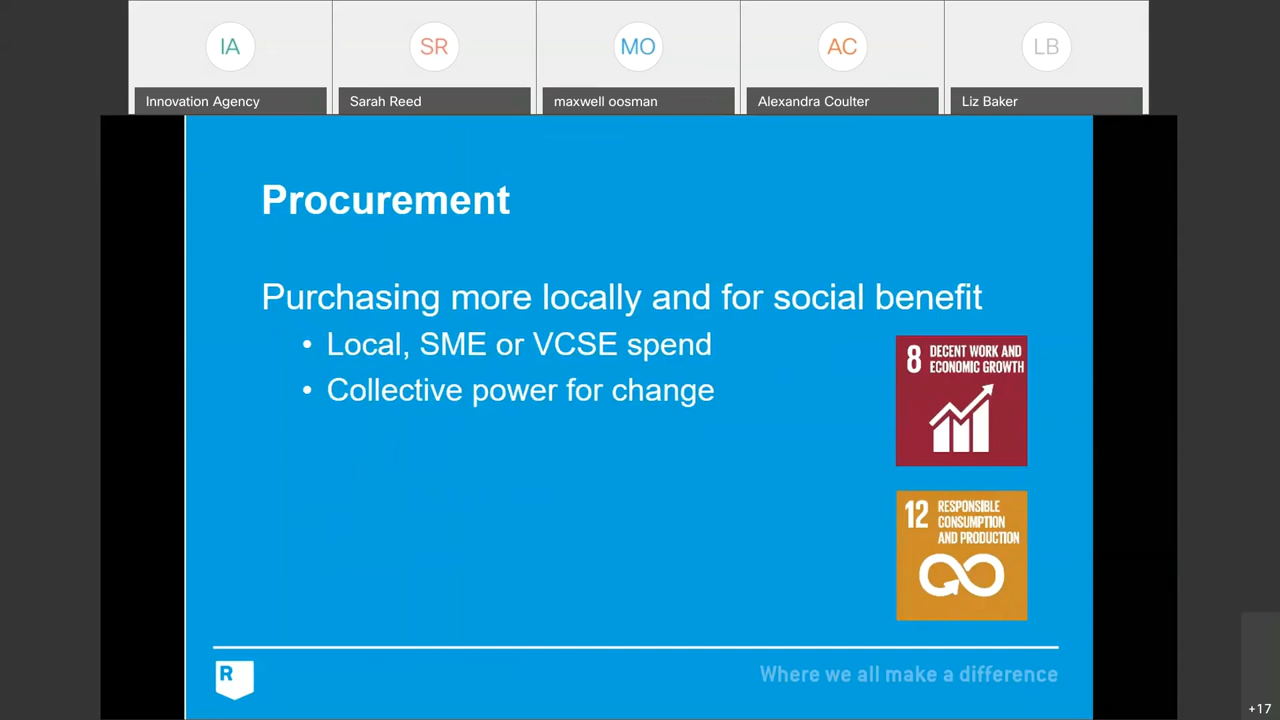 IA
SR
MO
AC
LB
Innovation Agency
Sarah Reed
maxwell oosman
Alexandra Coulter
Liz Baker
Procurement
Purchasing more locally and for social benefit
• Local, SME or VCSE spend
• Collective power for change
8 DECENT WORK AND
ECONOMIC GROWTH
12 RESPONSIBLE
CONSUMPTION
AND PRODUCTION
R
Where we all make a difference
+17